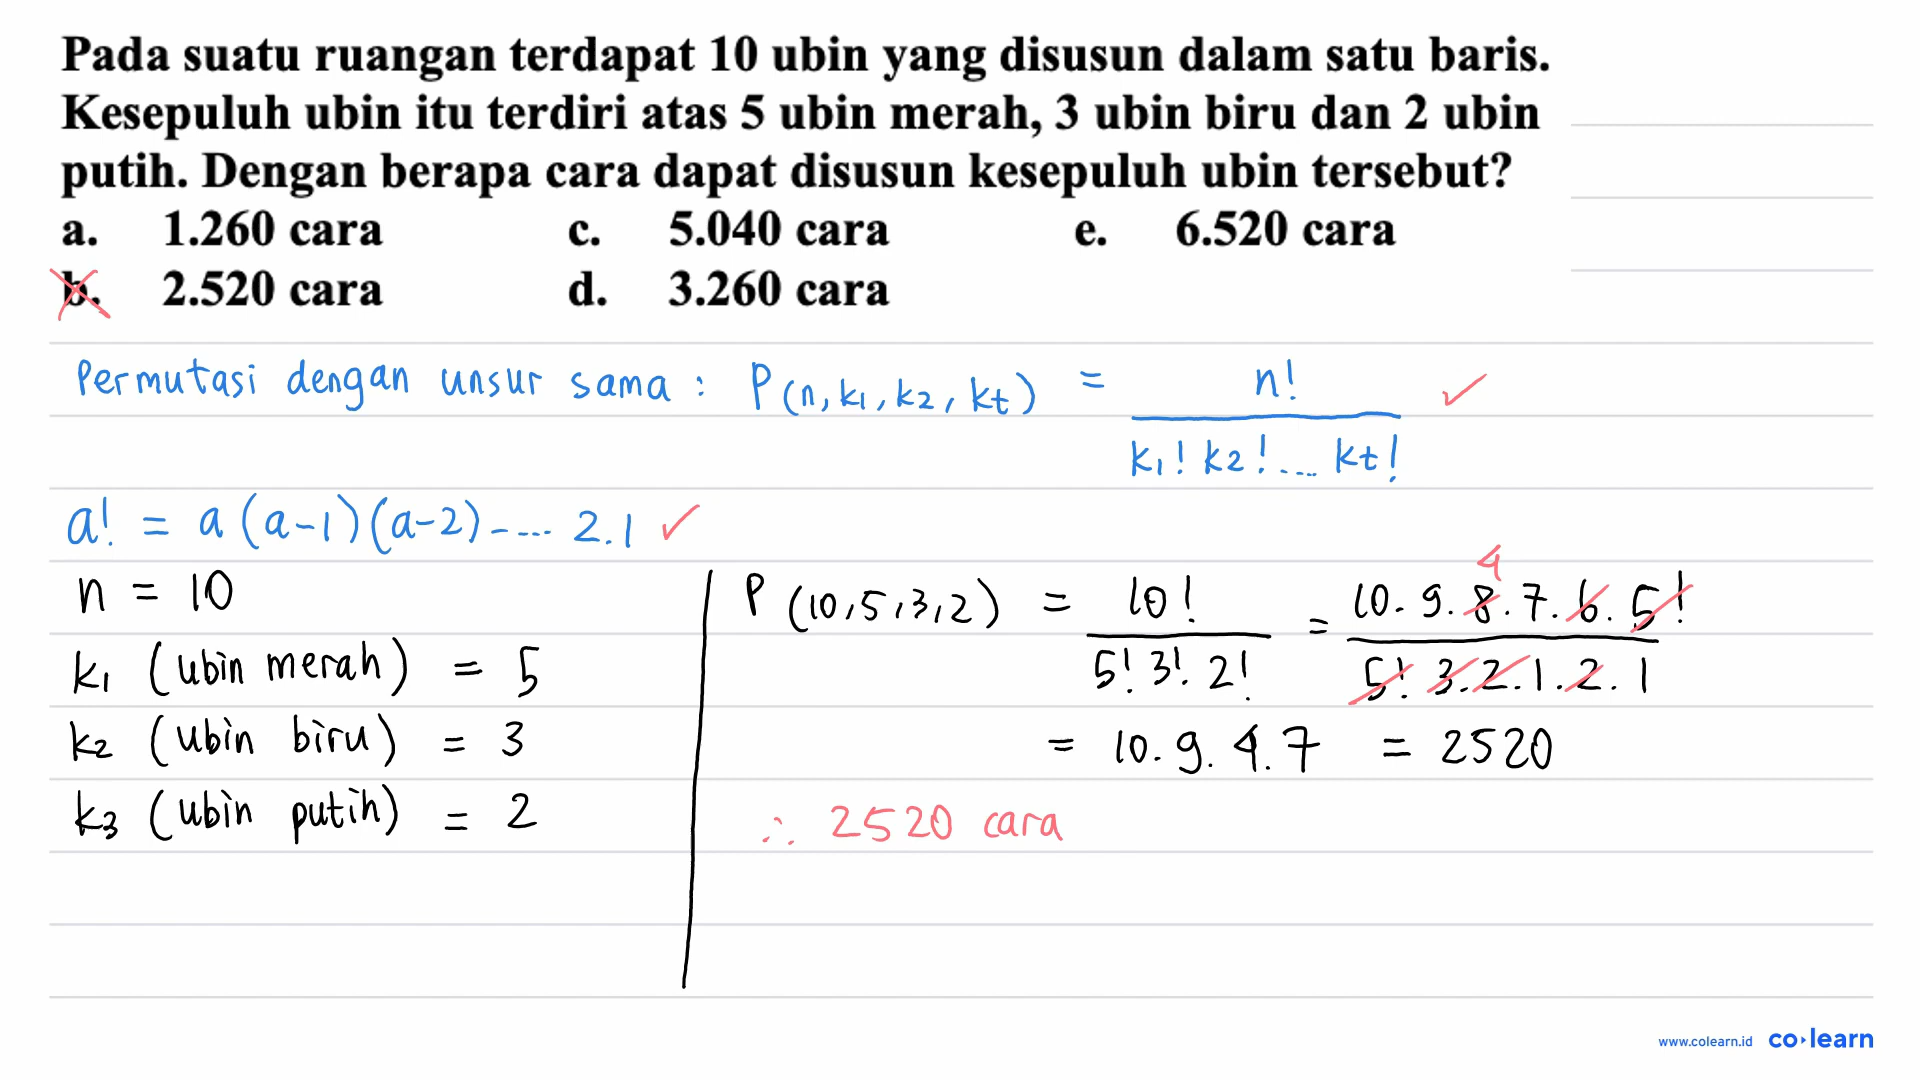 Pada suatu ruangan terdapat 10 ubin yang disusun dalam satu baris.
Kesepuluh ubin itu terdiri atas 5 ubin merah, 3 ubin biru dan 2 ubin
putih. Dengan berapa cara dapat disusun kesepuluh ubin tersebut?
a. 1.260 cara c. 5.040 cara e. 6.520 cara
b. 2.520 cara d. 3.260 cara
Permutasi dengan unsur sama : P(n, k1, k2, kt) = n! / k1! k2! .... kt! ✓
a! = a (a-1)(a-2) - .... 2.1 ✓
n = 10
k1 (ubin merah) = 5
k2 (ubin biru) = 3
k3 (ubin putih) = 2
P (10,5,3,2) = 10! / 5! 3! 2! = 10. 9. 8. 7. 6. 5! / 5! 3. 2. 1. 2. 1
4
= 10. 9. 4. 7 = 2520
∴ 2520 cara
www.colearn.id co·learn